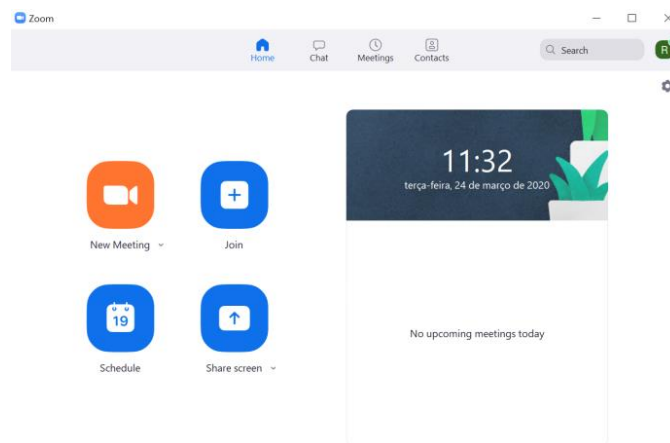 Zoom
Home
Chat
Meetings
Contacts
Search
R
11:32
terça-feira, 24 de março de 2020
New Meeting
Join
19
Schedule
Share screen
No upcoming meetings today